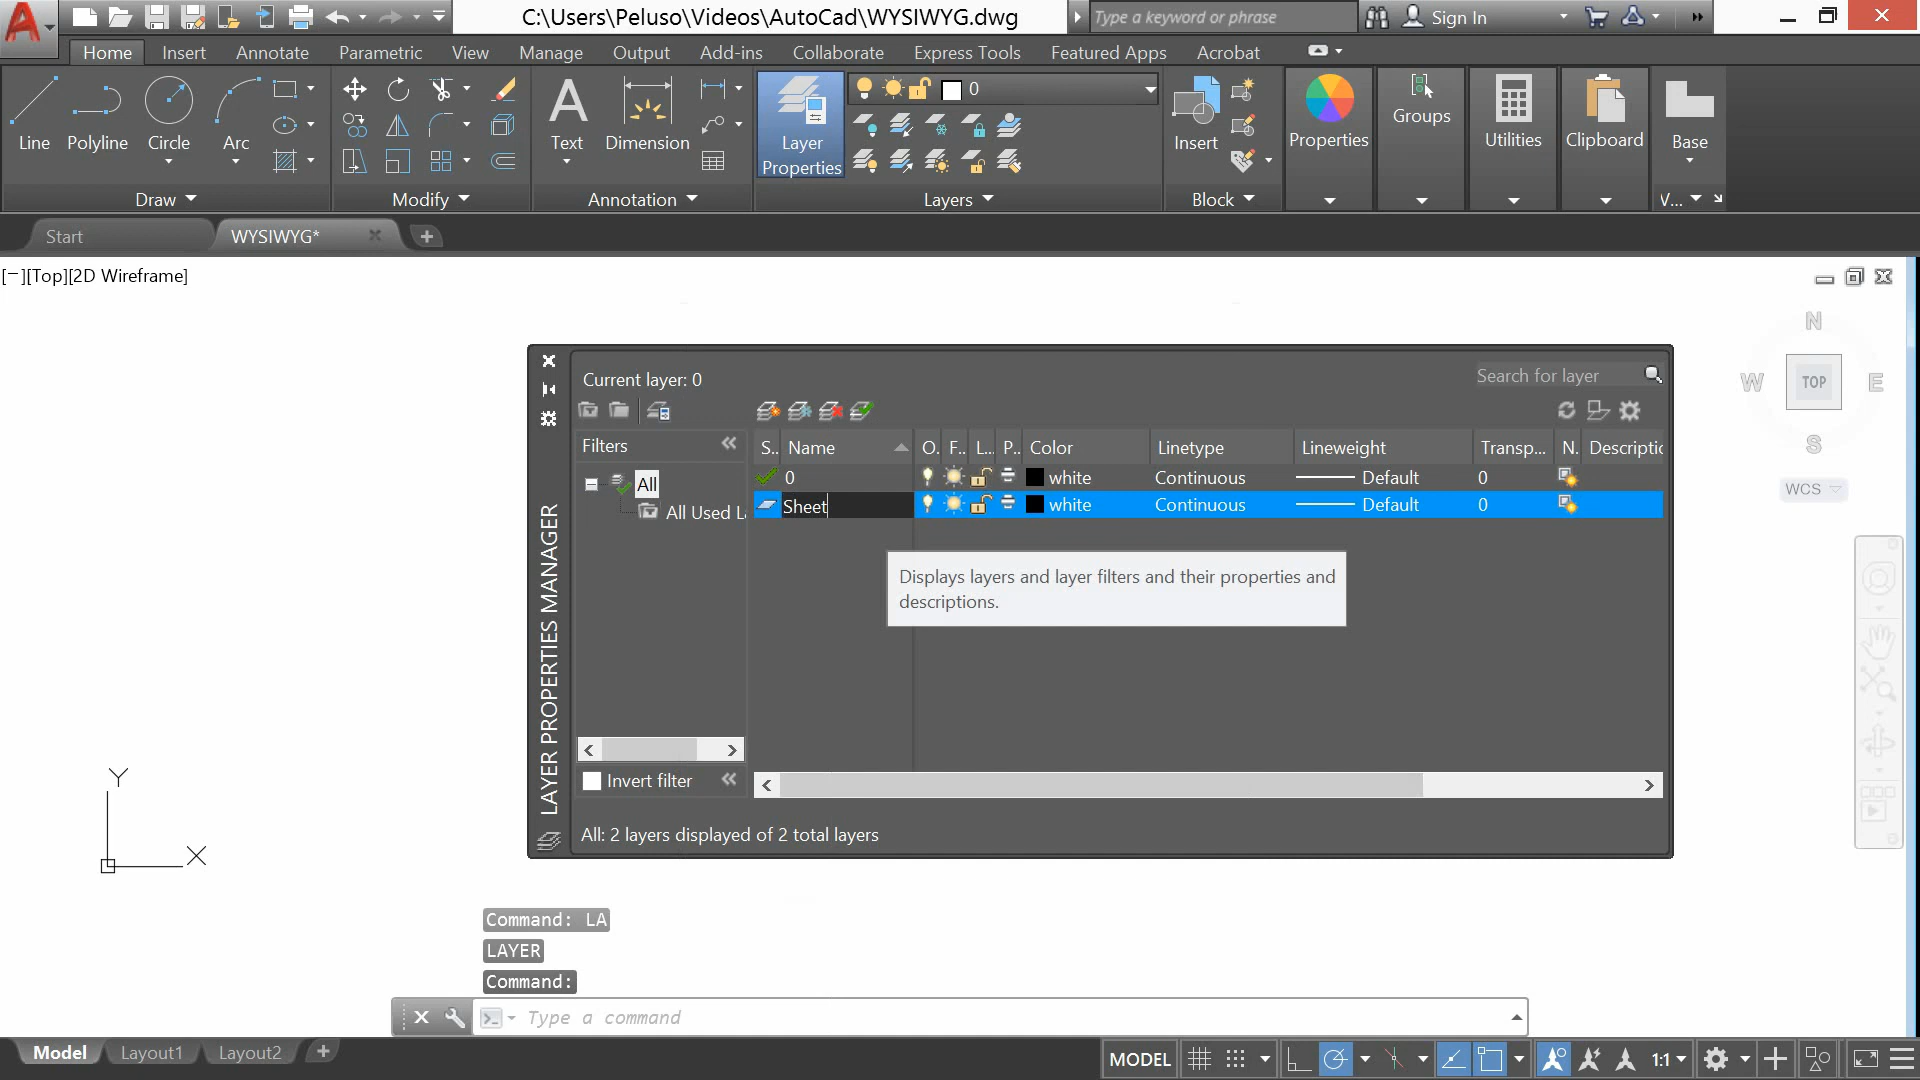 C:\Users\Peluso\Videos\AutoCad\WYSIWYG.dwg
Type a keyword or phrase
Sign In
Home Insert Annotate Parametric View Manage Output Add-ins Collaborate Express Tools Featured Apps Acrobat
Line Polyline Circle Arc
Text Dimension
Layer Properties
0
Insert
Properties
Groups
Utilities
Clipboard
Base
Draw Modify Annotation Layers Block V...
Start WYSIWYG*
[−][Top][2D Wireframe]
N
W TOP E
S
WCS
LAYER PROPERTIES MANAGER
Current layer: 0
Search for layer
Filters
All
All Used La
Invert filter
S.. Name O. F.. L... P.. Color Linetype Lineweight Transp... N. Descriptio
0 white Continuous Default 0
Sheet white Continuous Default 0
Displays layers and layer filters and their properties and
descriptions.
All: 2 layers displayed of 2 total layers
Y
X
Command: LA
LAYER
Command:
Type a command
Model Layout1 Layout2
MODEL 1:1